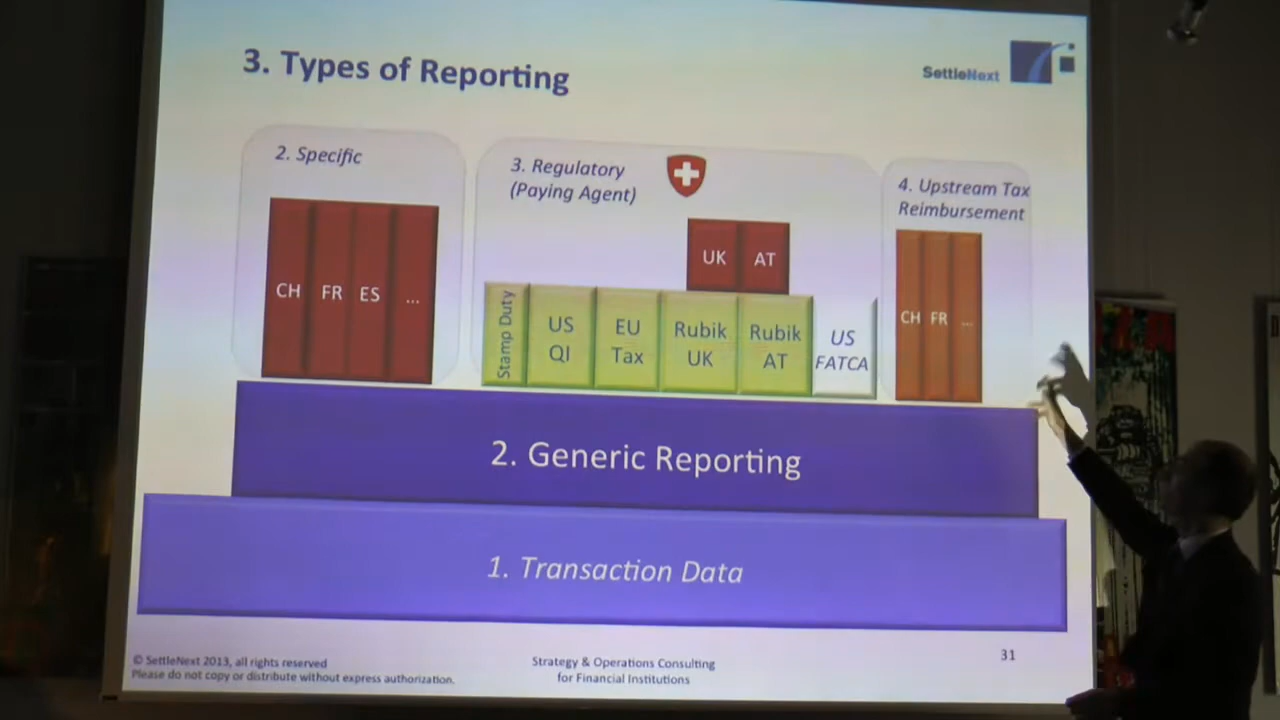 3. Types of Reporting
SettleNext
2. Specific
3. Regulatory
(Paying Agent)
4. Upstream Tax
Reimbursement
CH FR ES ...
UK AT
Stamp Duty
US
QI
EU
Tax
Rubik
UK
Rubik
AT
US
FATCA
CH FR ...
2. Generic Reporting
1. Transaction Data
© SettleNext 2013, all rights reserved
Please do not copy or distribute without express authorization.
Strategy & Operations Consulting
for Financial Institutions
31